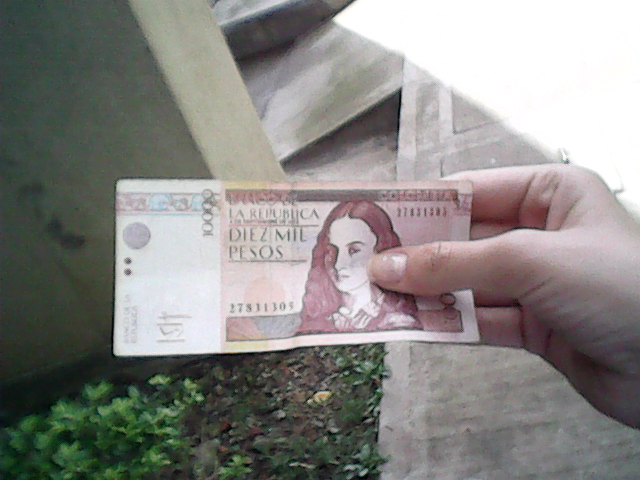 BANCO DE COLOMBIA
LA REPUBLICA
27831305
DIEZ MIL
PESOS
10000
27831305